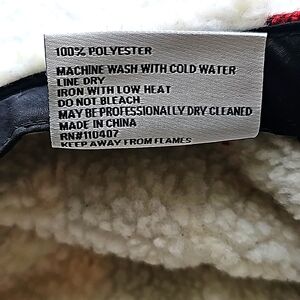 100% POLYESTER
MACHINE WASH WITH COLD WATER
LINE DRY
IRON WITH LOW HEAT
DO NOT BLEACH
MAY BE PROFESSIONALLY DRY CLEANED
MADE IN CHINA
RN#110407
KEEP AWAY FROM FLAMES